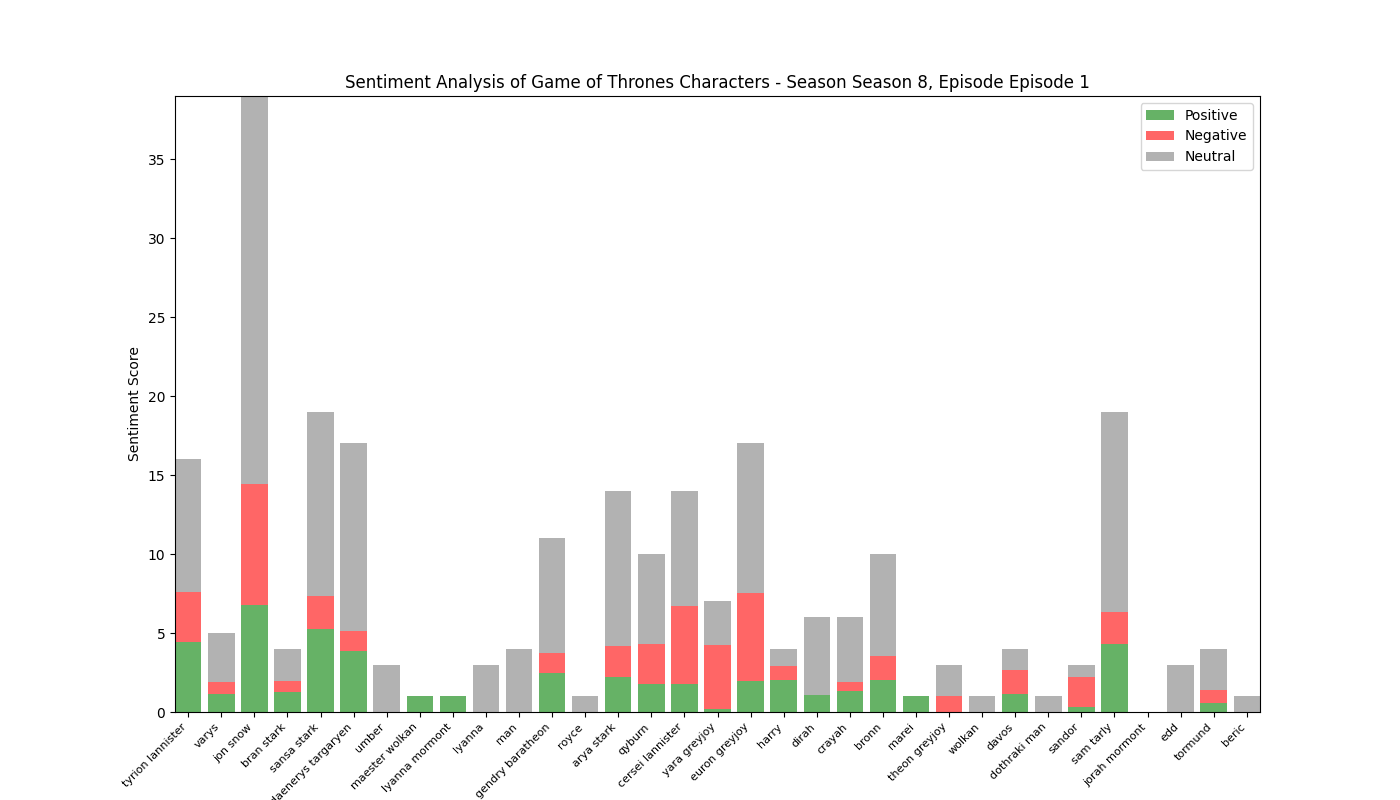 Sentiment Analysis of Game of Thrones Characters - Season Season 8, Episode Episode 1
Positive
Negative
Neutral
Sentiment Score
35
30
25
20
15
10
5
0
tyrion lannister
varys
jon snow
bran stark
sansa stark
daenerys targaryen
umber
maester wolkan
lyanna mormont
lyanna
man
gendry baratheon
royce
arya stark
qyburn
cersei lannister
yara greyjoy
euron greyjoy
harry
dirah
crayah
bronn
marei
theon greyjoy
wolkan
davos
dothraki man
sandor
sam tarly
jorah mormont
edd
tormund
beric